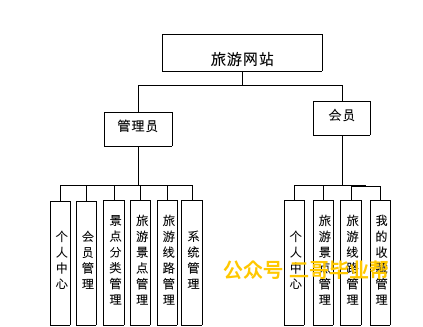 旅游网站
管理员
会员
个人中心
会员管理
景点分类管理
旅游景点管理
旅游线路管理
系统管理
个人中心
旅游景点管理
旅游线路管理
我的收藏管理
公众号 二哥毕业帮